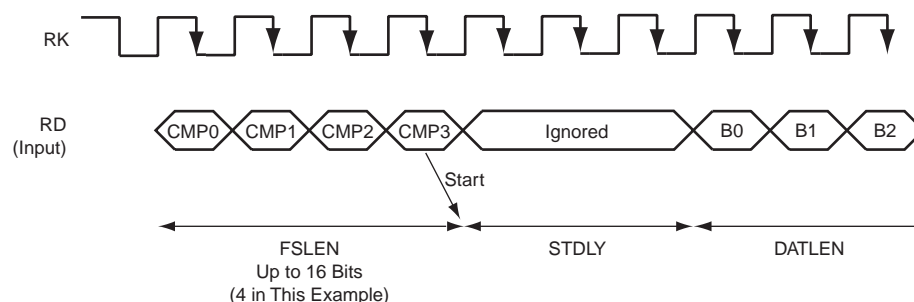 RK
RD
(Input)
CMP0 CMP1 CMP2 CMP3 Ignored B0 B1 B2
Start
FSLEN STDLY DATLEN
Up to 16 Bits
(4 in This Example)